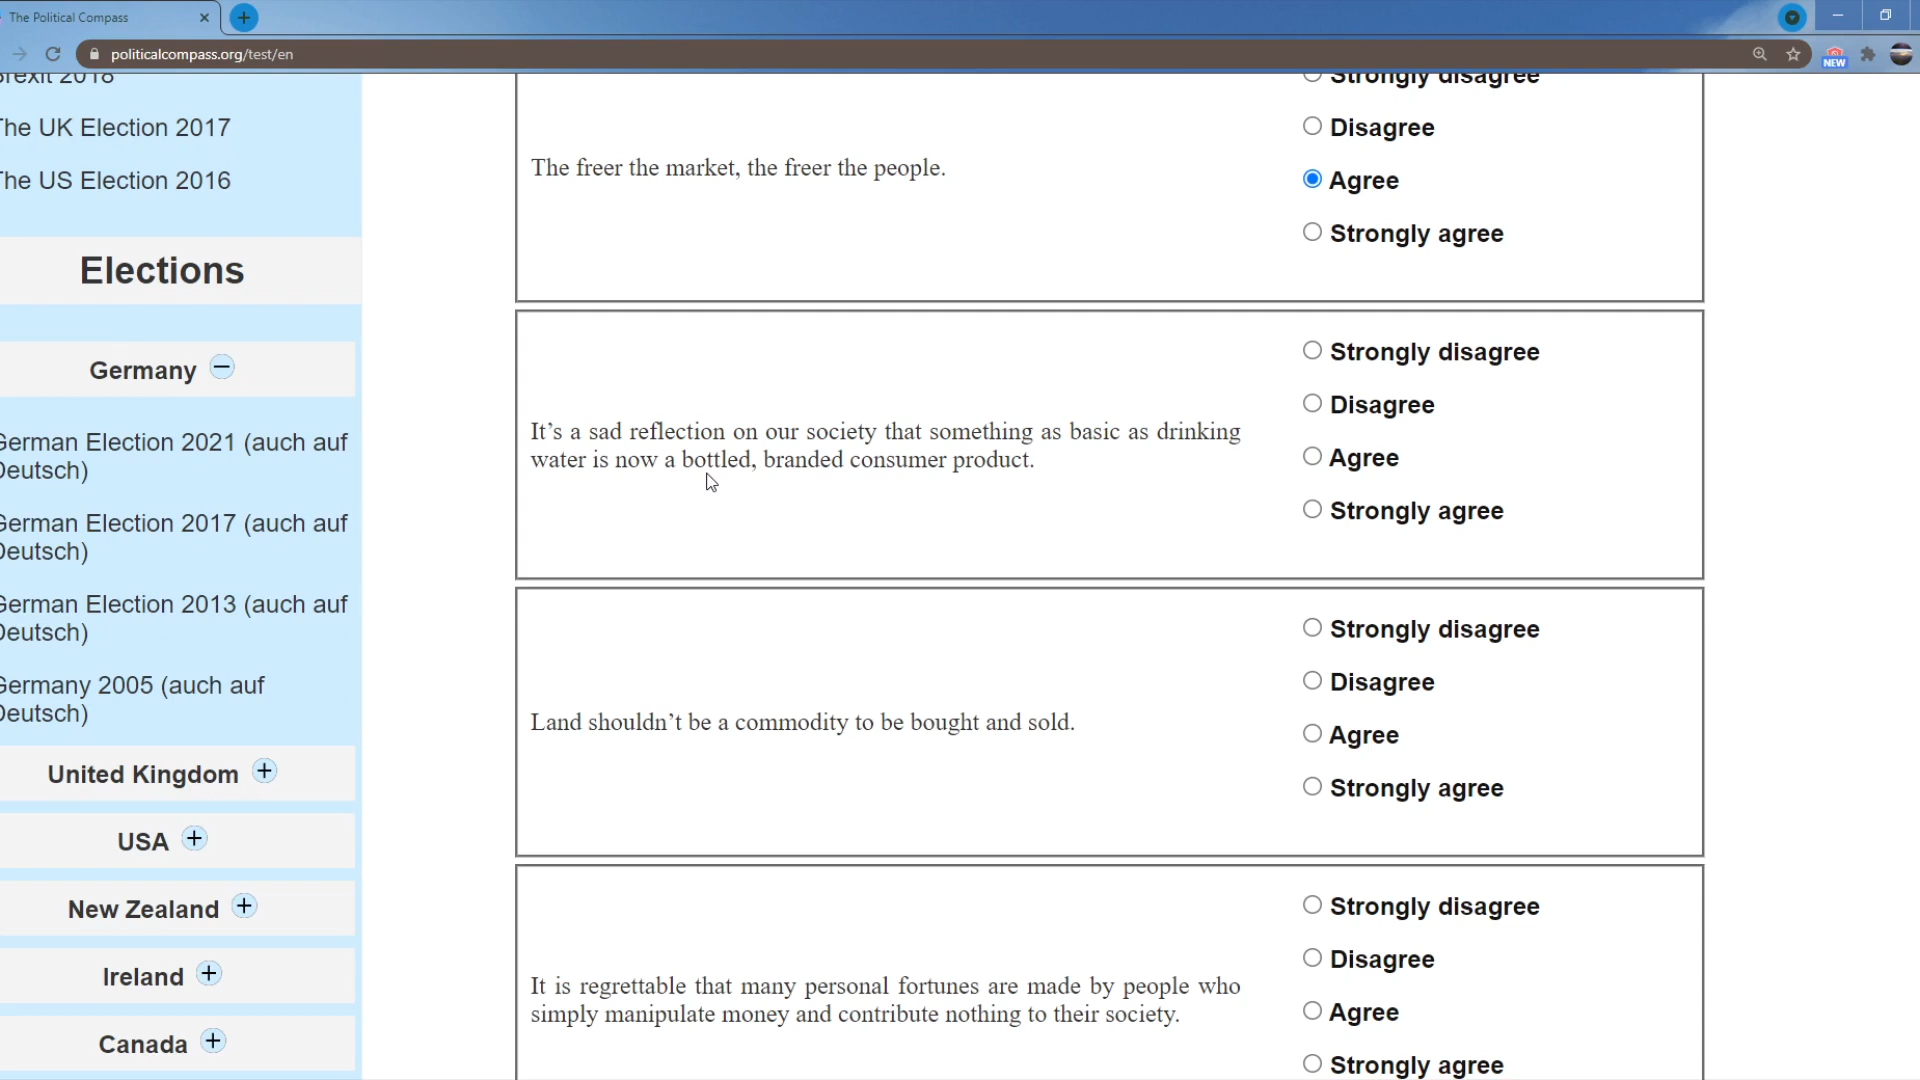 The Political Compass
politicalcompass.org/test/en
NEW
Brexit 2018
The UK Election 2017
The US Election 2016
Elections
Germany
German Election 2021 (auch auf
Deutsch)
German Election 2017 (auch auf
Deutsch)
German Election 2013 (auch auf
Deutsch)
Germany 2005 (auch auf
Deutsch)
United Kingdom
USA
New Zealand
Ireland
Canada
Strongly disagree
Disagree
The freer the market, the freer the people.
Agree
Strongly agree
Strongly disagree
Disagree
It’s a sad reflection on our society that something as basic as drinking
water is now a bottled, branded consumer product.
Agree
Strongly agree
Strongly disagree
Disagree
Land shouldn’t be a commodity to be bought and sold.
Agree
Strongly agree
Strongly disagree
Disagree
It is regrettable that many personal fortunes are made by people who
simply manipulate money and contribute nothing to their society.
Agree
Strongly agree